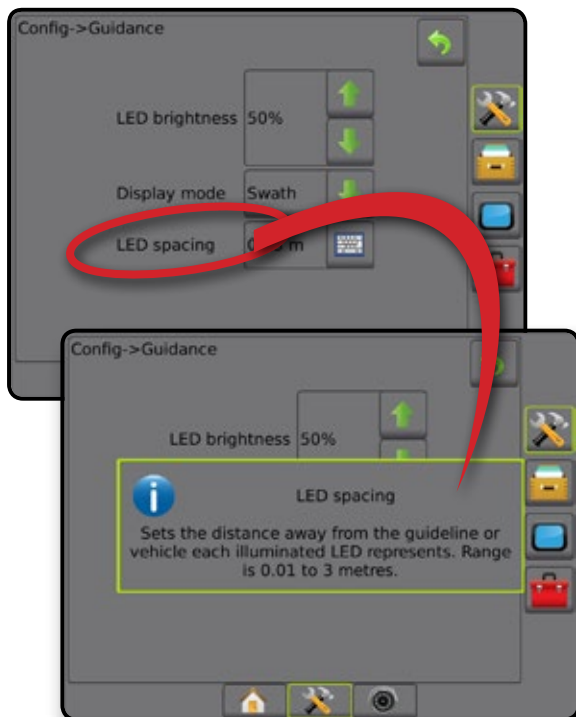 Config->Guidance
LED brightness 50%
Display mode Swath
LED spacing m
Config->Guidance
LED brightness 50%
i
LED spacing
Sets the distance away from the guideline or
vehicle each illuminated LED represents. Range
is 0.01 to 3 metres.